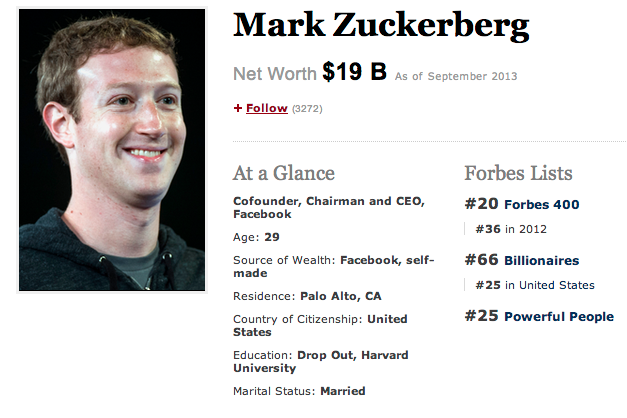 Mark Zuckerberg
Net Worth $19 B As of September 2013
+ Follow (3272)
At a Glance
Cofounder, Chairman and CEO,
Facebook
Age: 29
Source of Wealth: Facebook, self-
made
Residence: Palo Alto, CA
Country of Citizenship: United
States
Education: Drop Out, Harvard
University
Marital Status: Married
Forbes Lists
#20 Forbes 400
#36 in 2012
#66 Billionaires
#25 in United States
#25 Powerful People